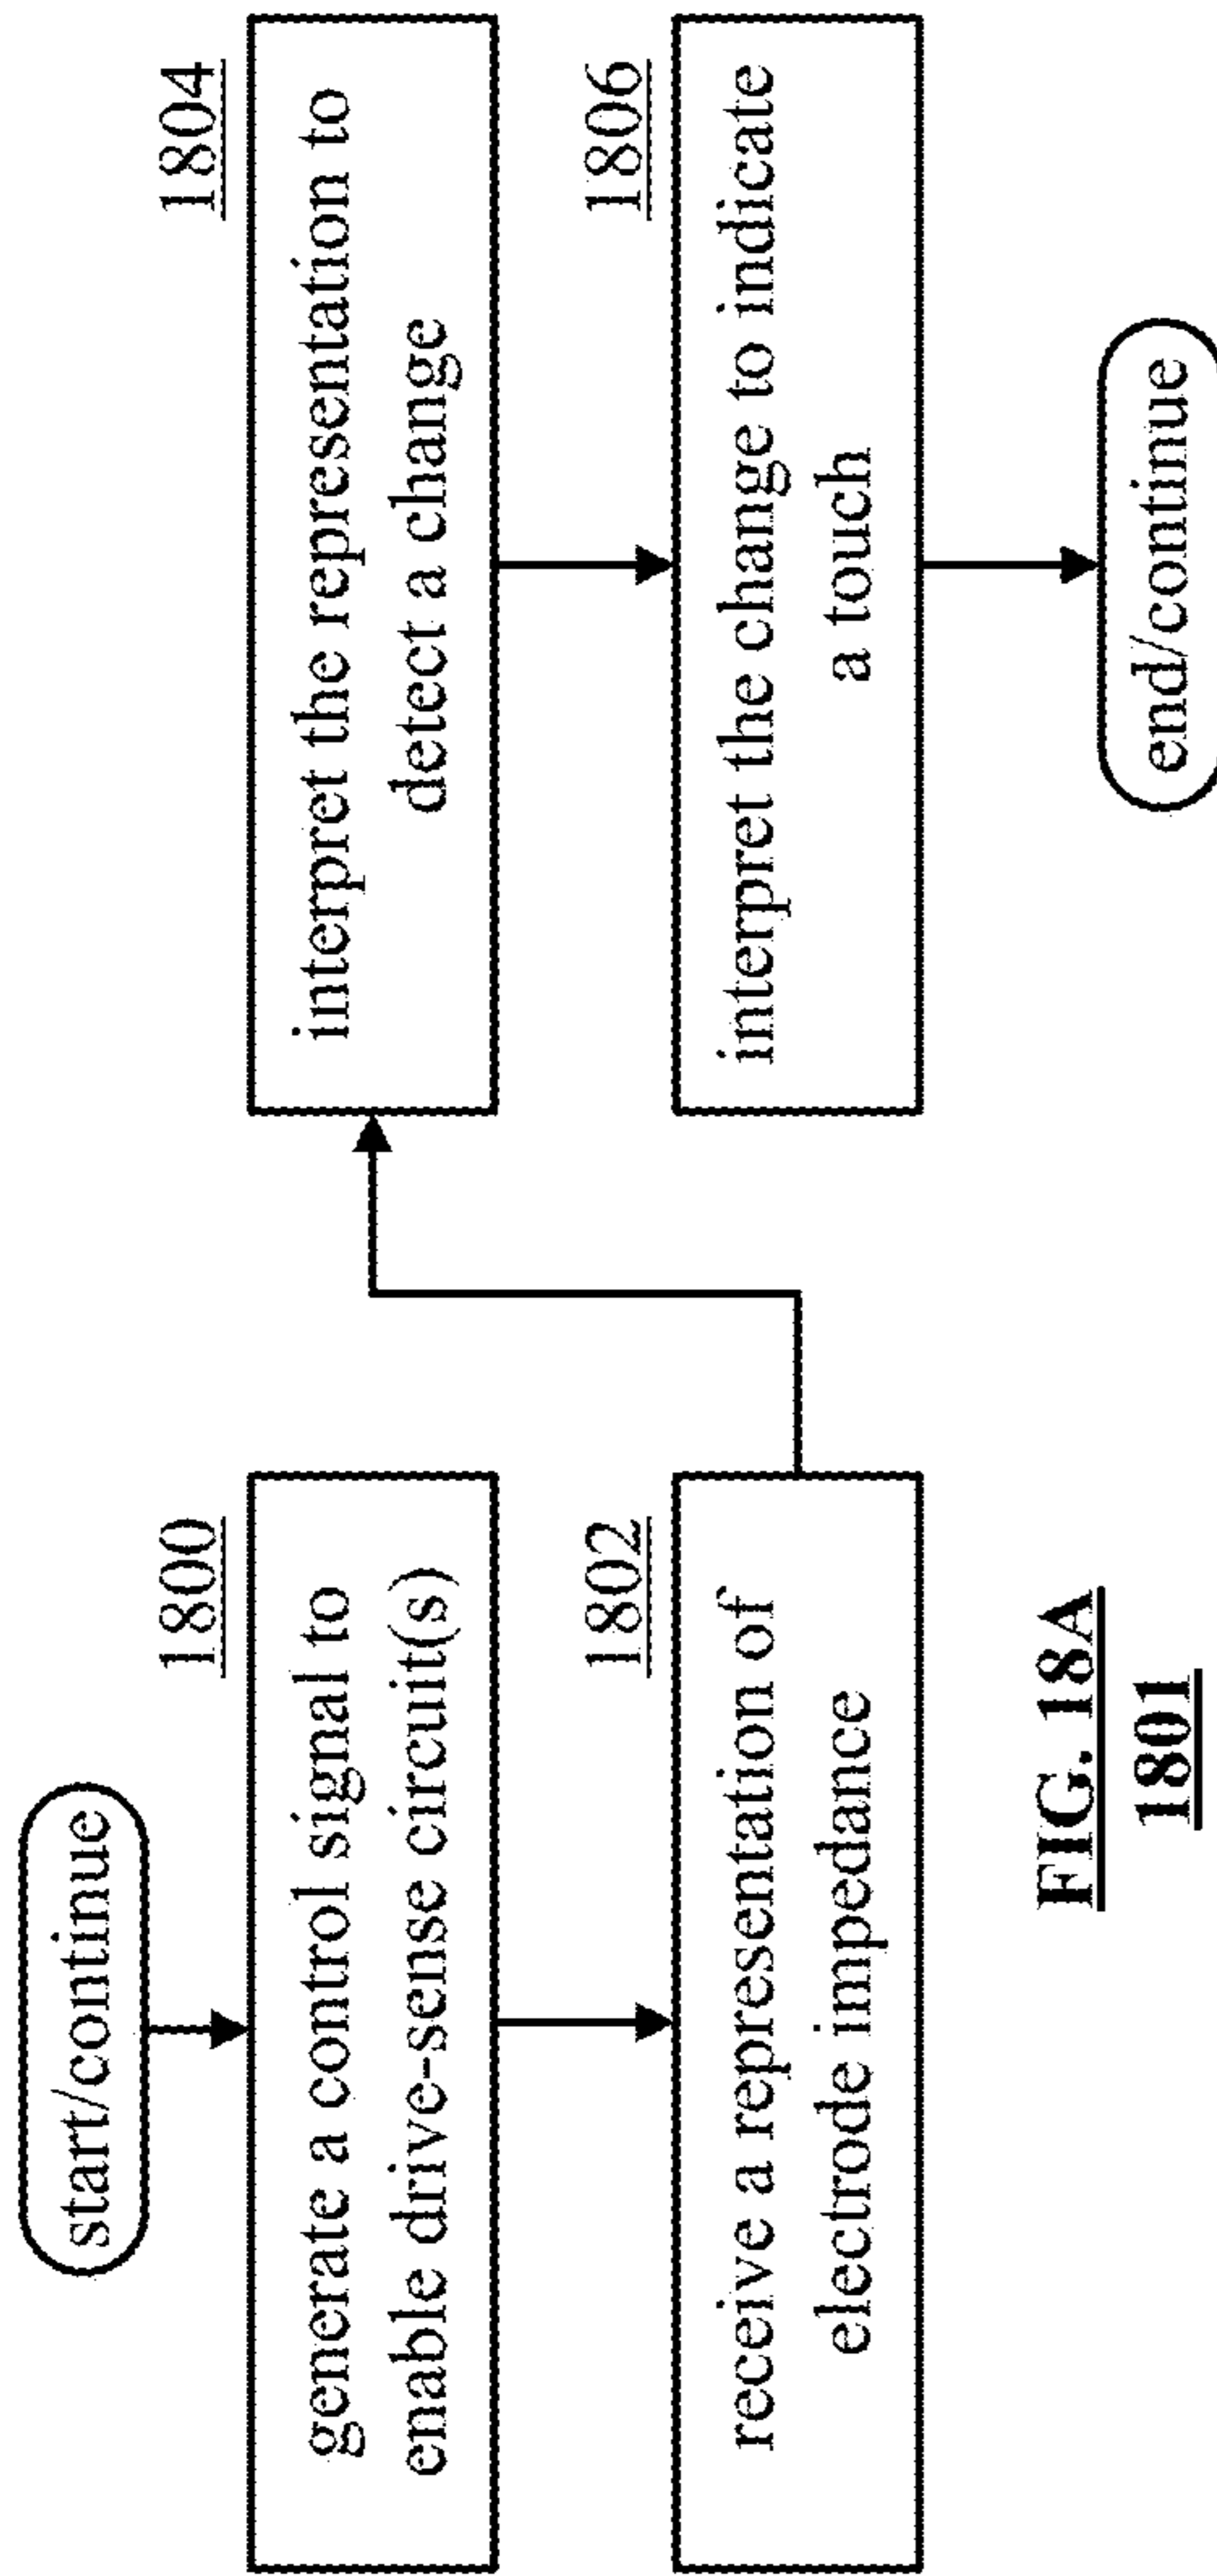 start/continue
1800
generate a control signal to
enable drive-sense circuit(s)
1802
receive a representation of
electrode impedance
1804
interpret the representation to
detect a change
1806
interpret the change to indicate
a touch
end/continue
FIG. 18A
1801